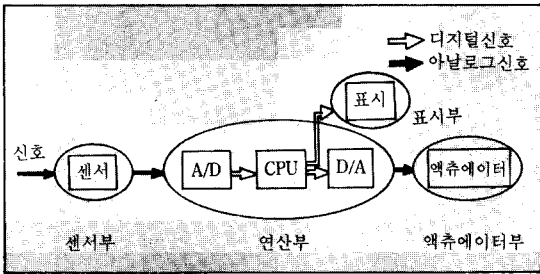 디지털신호
아날로그신호
표시
표시부
신호
센서
A/D
CPU
D/A
액츄에이터
센서부
연산부
액츄에이터부